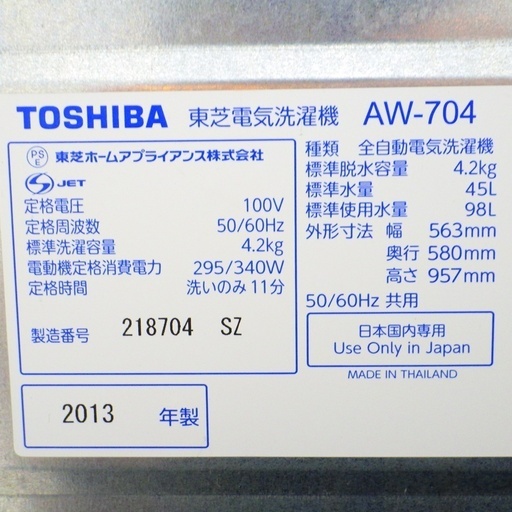 TOSHIBA 東芝電気洗濯機 AW-704
PS
E 東芝ホームアプライアンス株式会社
JET
定格電圧 100V
定格周波数 50/60Hz
標準洗濯容量 4.2kg
電動機定格消費電力 295/340W
定格時間 洗いのみ11分
製造番号 218704 SZ
2013 年製
種類 全自動電気洗濯機
標準脱水容量 4.2kg
標準水量 45L
標準使用水量 98L
外形寸法 幅 563mm
奥行 580mm
高さ 957mm
50/60Hz 共用
日本国内専用
Use Only in Japan
MADE IN THAILAND